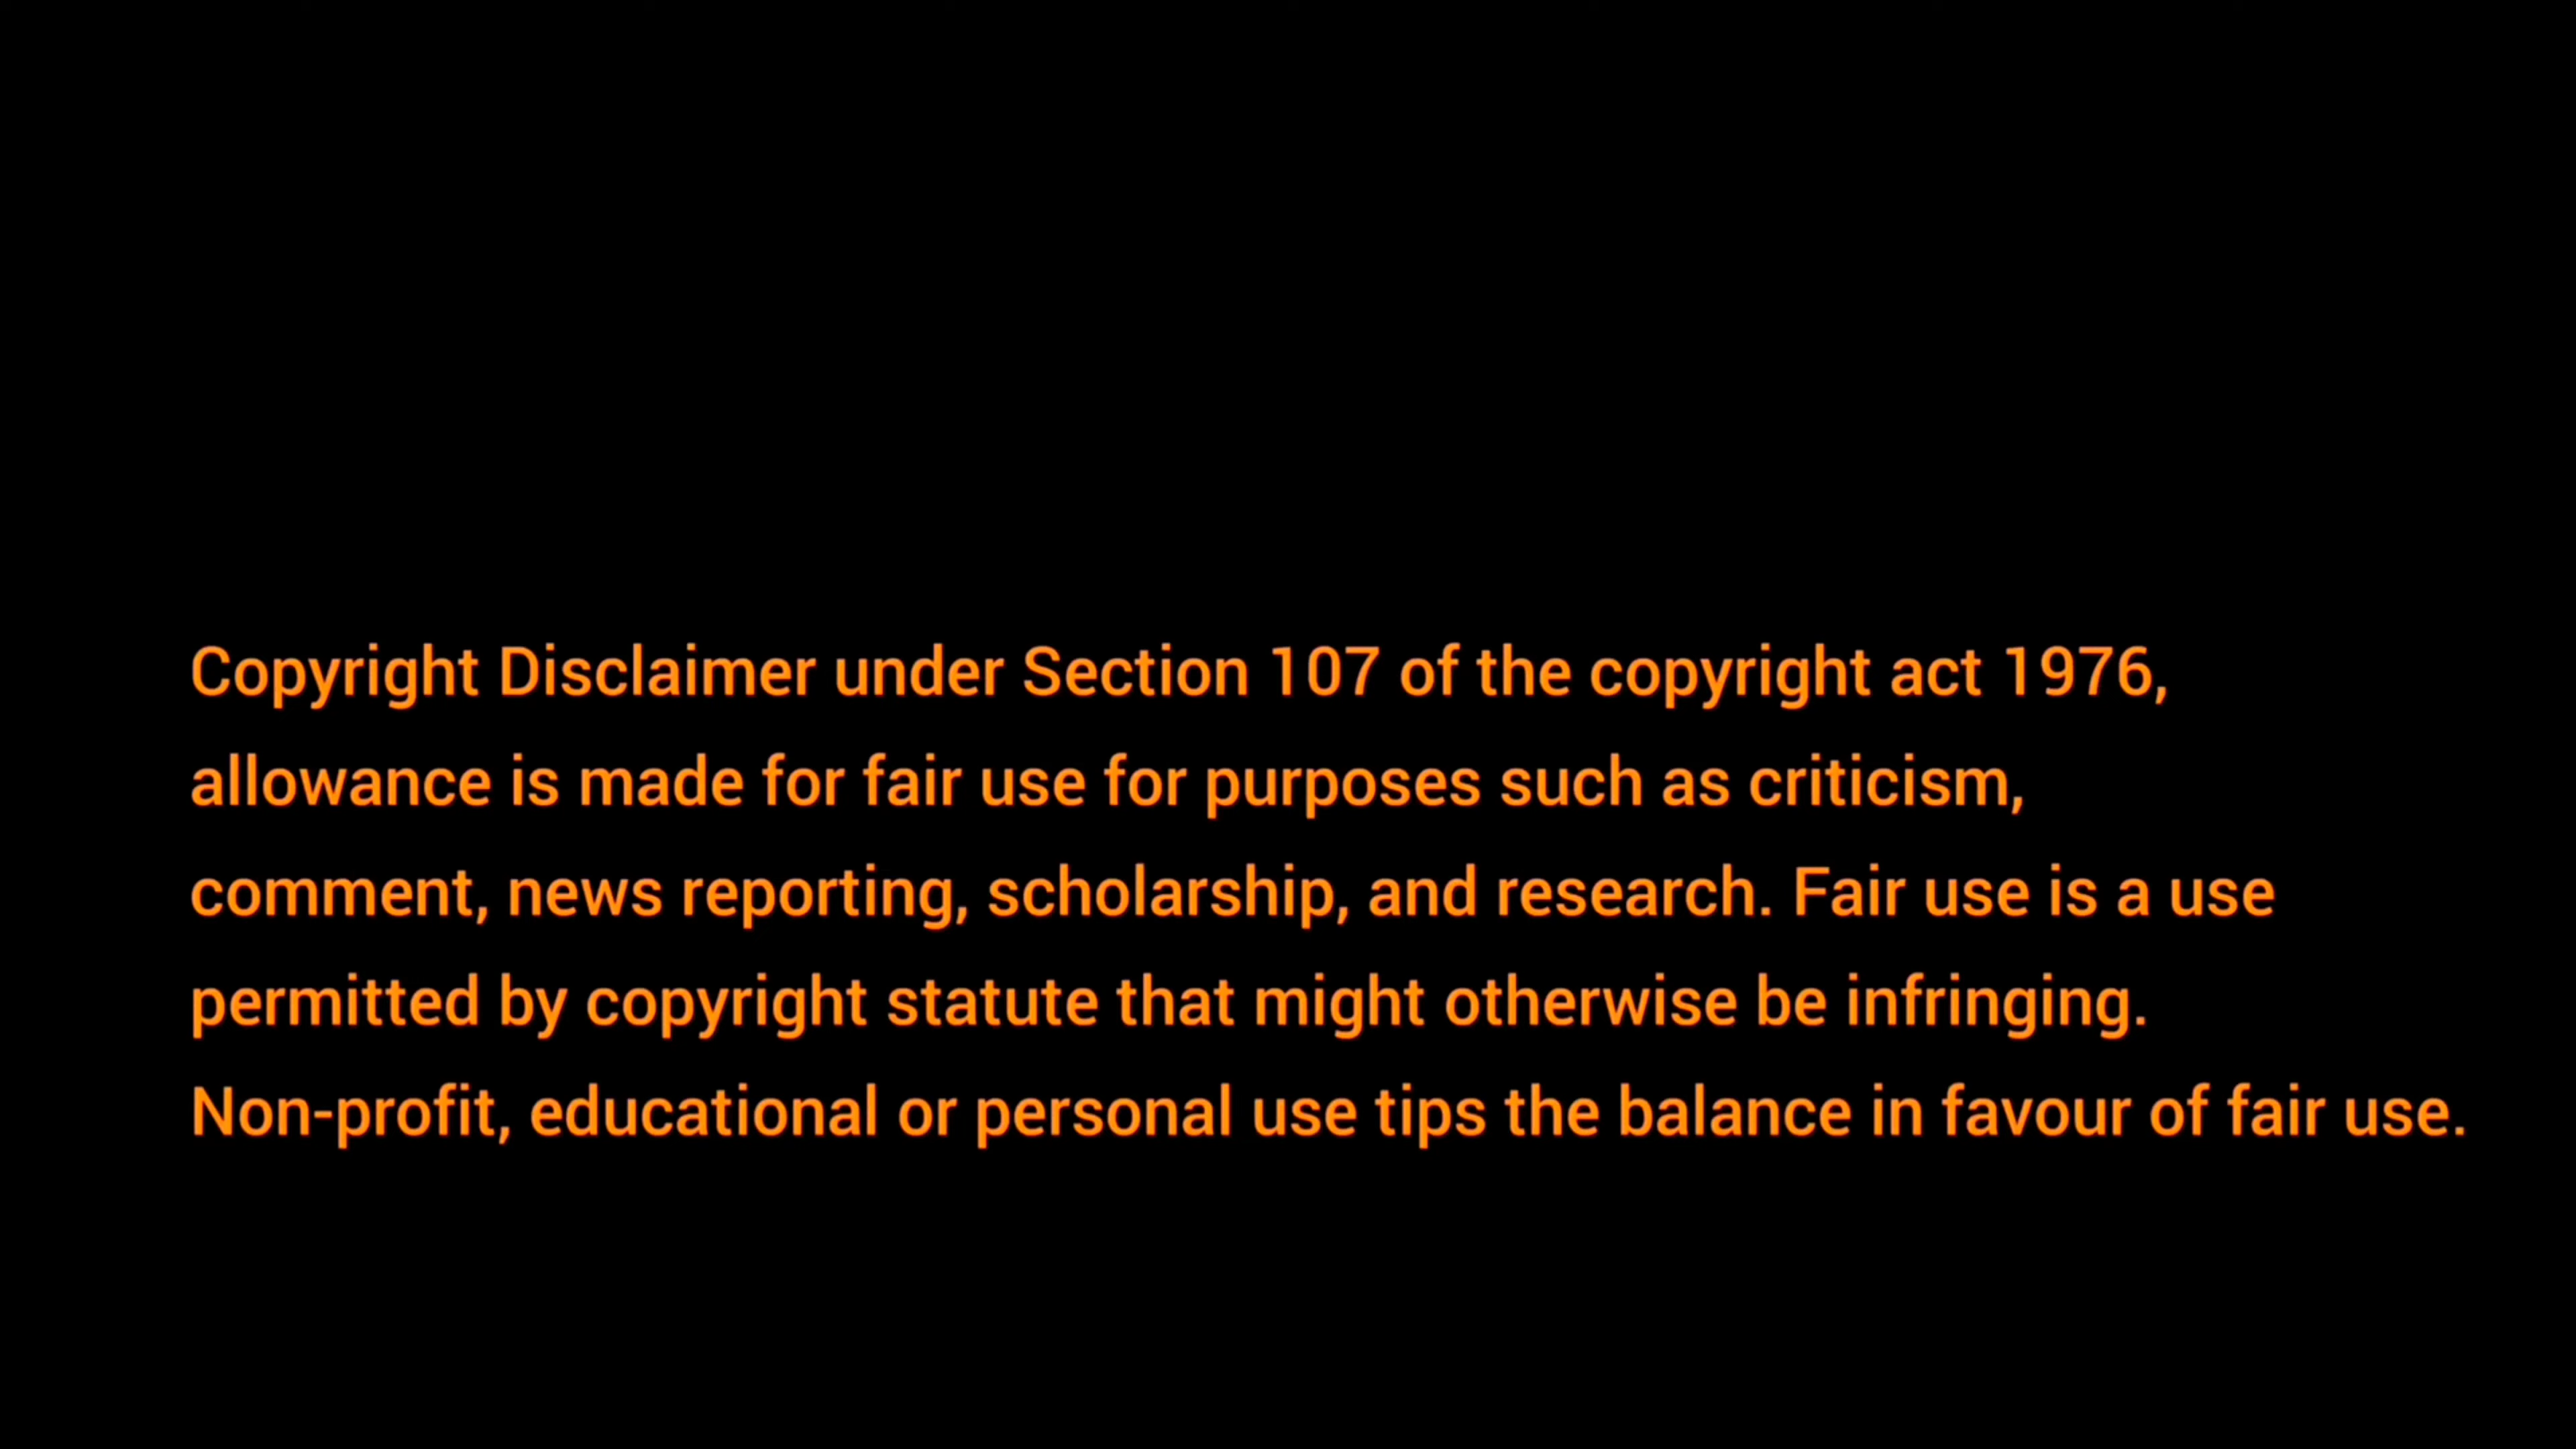 Copyright Disclaimer under Section 107 of the copyright act 1976,
allowance is made for fair use for purposes such as criticism,
comment, news reporting, scholarship, and research. Fair use is a use
permitted by copyright statute that might otherwise be infringing.
Non-profit, educational or personal use tips the balance in favour of fair use.